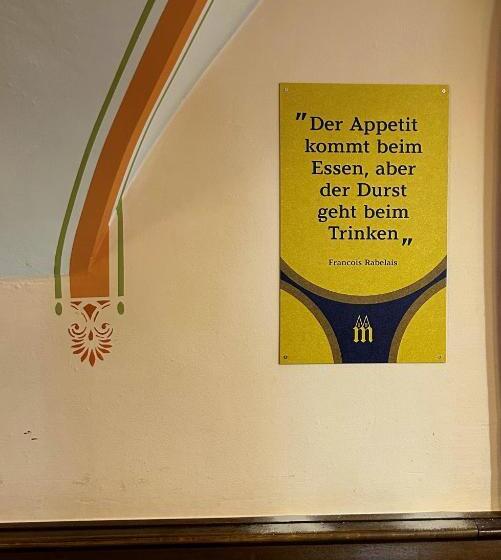 "Der Appetit
kommt beim
Essen, aber
der Durst
geht beim
Trinken„
Francois Rabelais
m